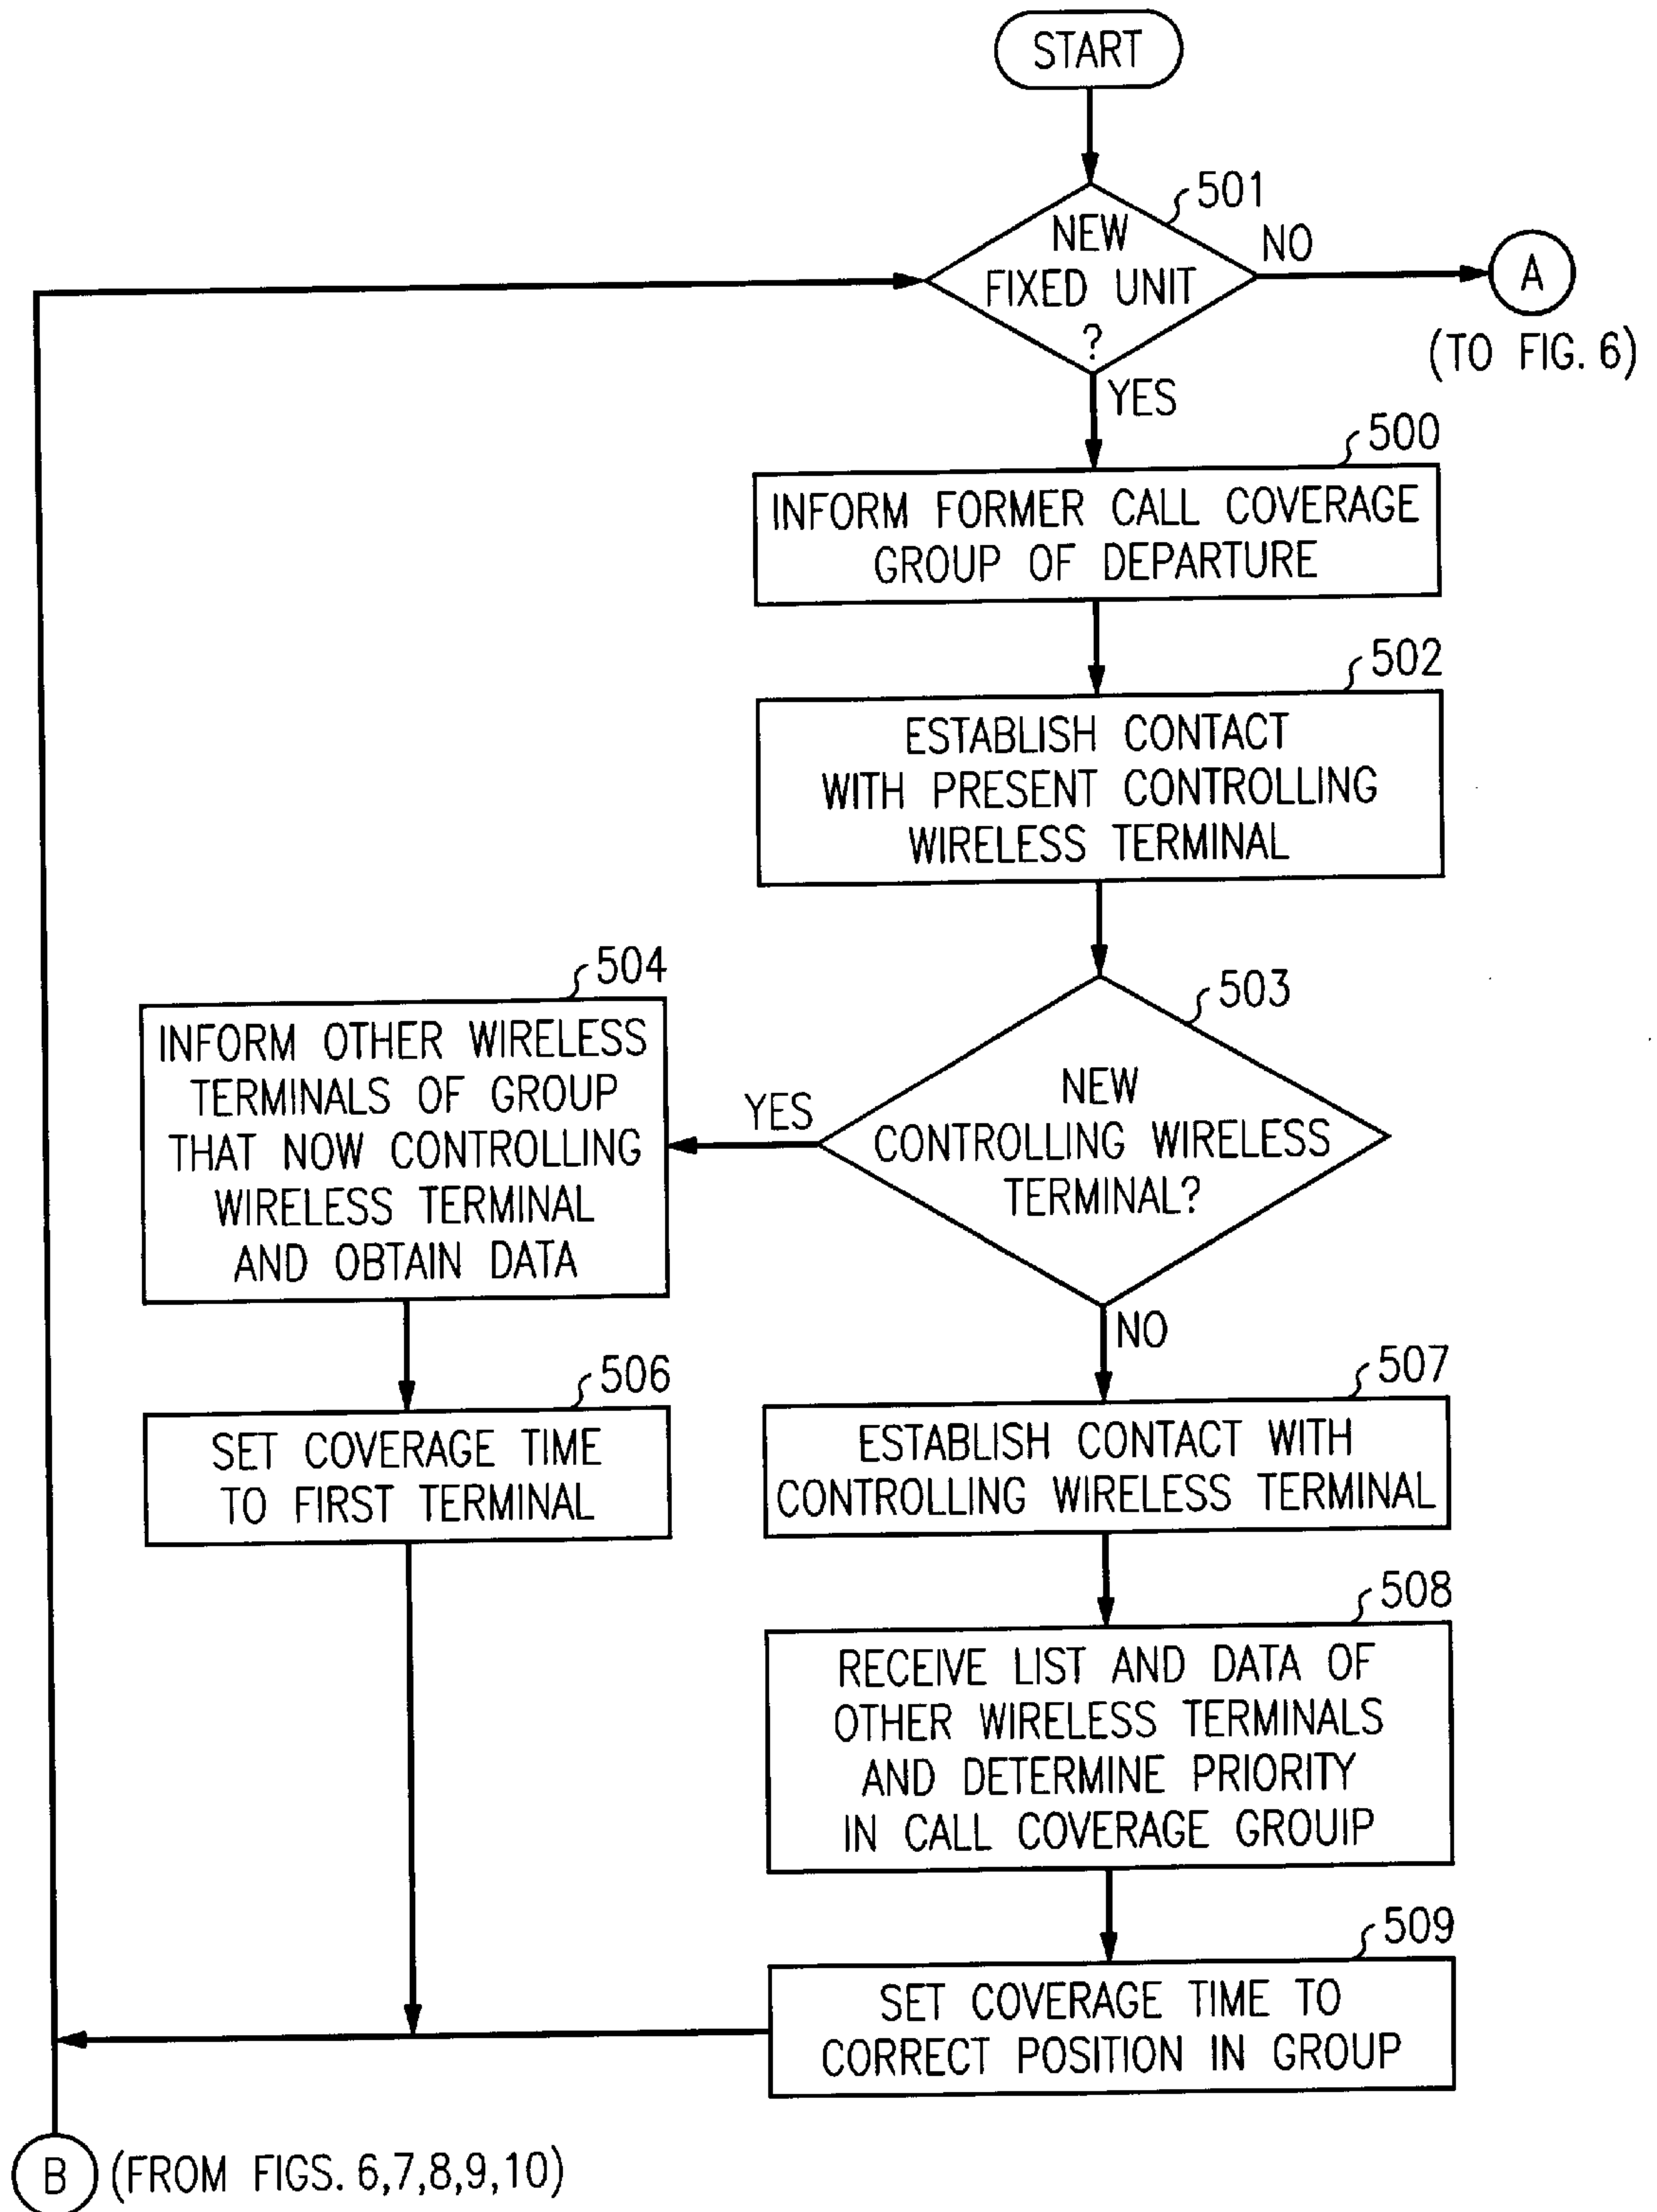 START
501
NEW
FIXED UNIT
?
NO
A
(TO FIG. 6)
YES
500
INFORM FORMER CALL COVERAGE
GROUP OF DEPARTURE
502
ESTABLISH CONTACT
WITH PRESENT CONTROLLING
WIRELESS TERMINAL
503
NEW
CONTROLLING WIRELESS
TERMINAL?
YES
504
INFORM OTHER WIRELESS
TERMINALS OF GROUP
THAT NOW CONTROLLING
WIRELESS TERMINAL
AND OBTAIN DATA
506
SET COVERAGE TIME
TO FIRST TERMINAL
NO
507
ESTABLISH CONTACT WITH
CONTROLLING WIRELESS TERMINAL
508
RECEIVE LIST AND DATA OF
OTHER WIRELESS TERMINALS
AND DETERMINE PRIORITY
IN CALL COVERAGE GROUIP
509
SET COVERAGE TIME TO
CORRECT POSITION IN GROUP
B
(FROM FIGS. 6,7,8,9,10)